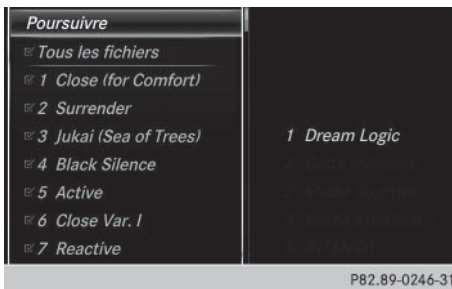 Poursuivre
Tous les fichiers
1 Close (for Comfort)
2 Surrender
3 Jukai (Sea of Trees)
4 Black Silence
5 Active
6 Close Var. I
7 Reactive
1 Dream Logic
P82.89-0246-31